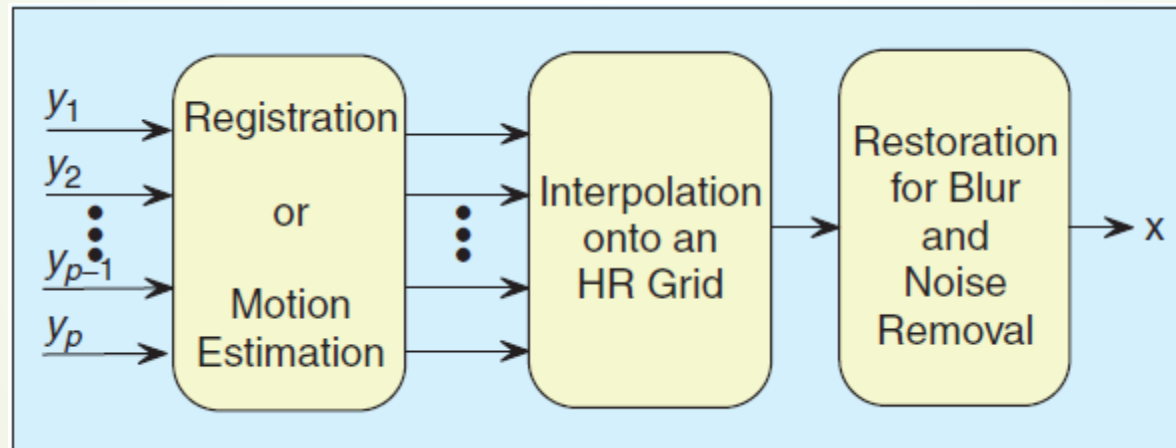 y₁
y₂
yₚ₋₁
yₚ
Registration
or
Motion
Estimation
Interpolation
onto an
HR Grid
Restoration
for Blur
and
Noise
Removal
x